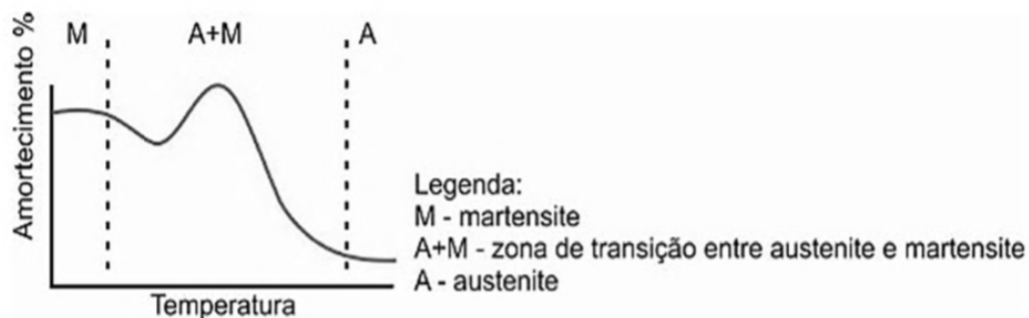 M
A+M
A
Amortecimento %
Temperatura
Legenda:
M - martensite
A+M - zona de transição entre austenite e martensite
A - austenite